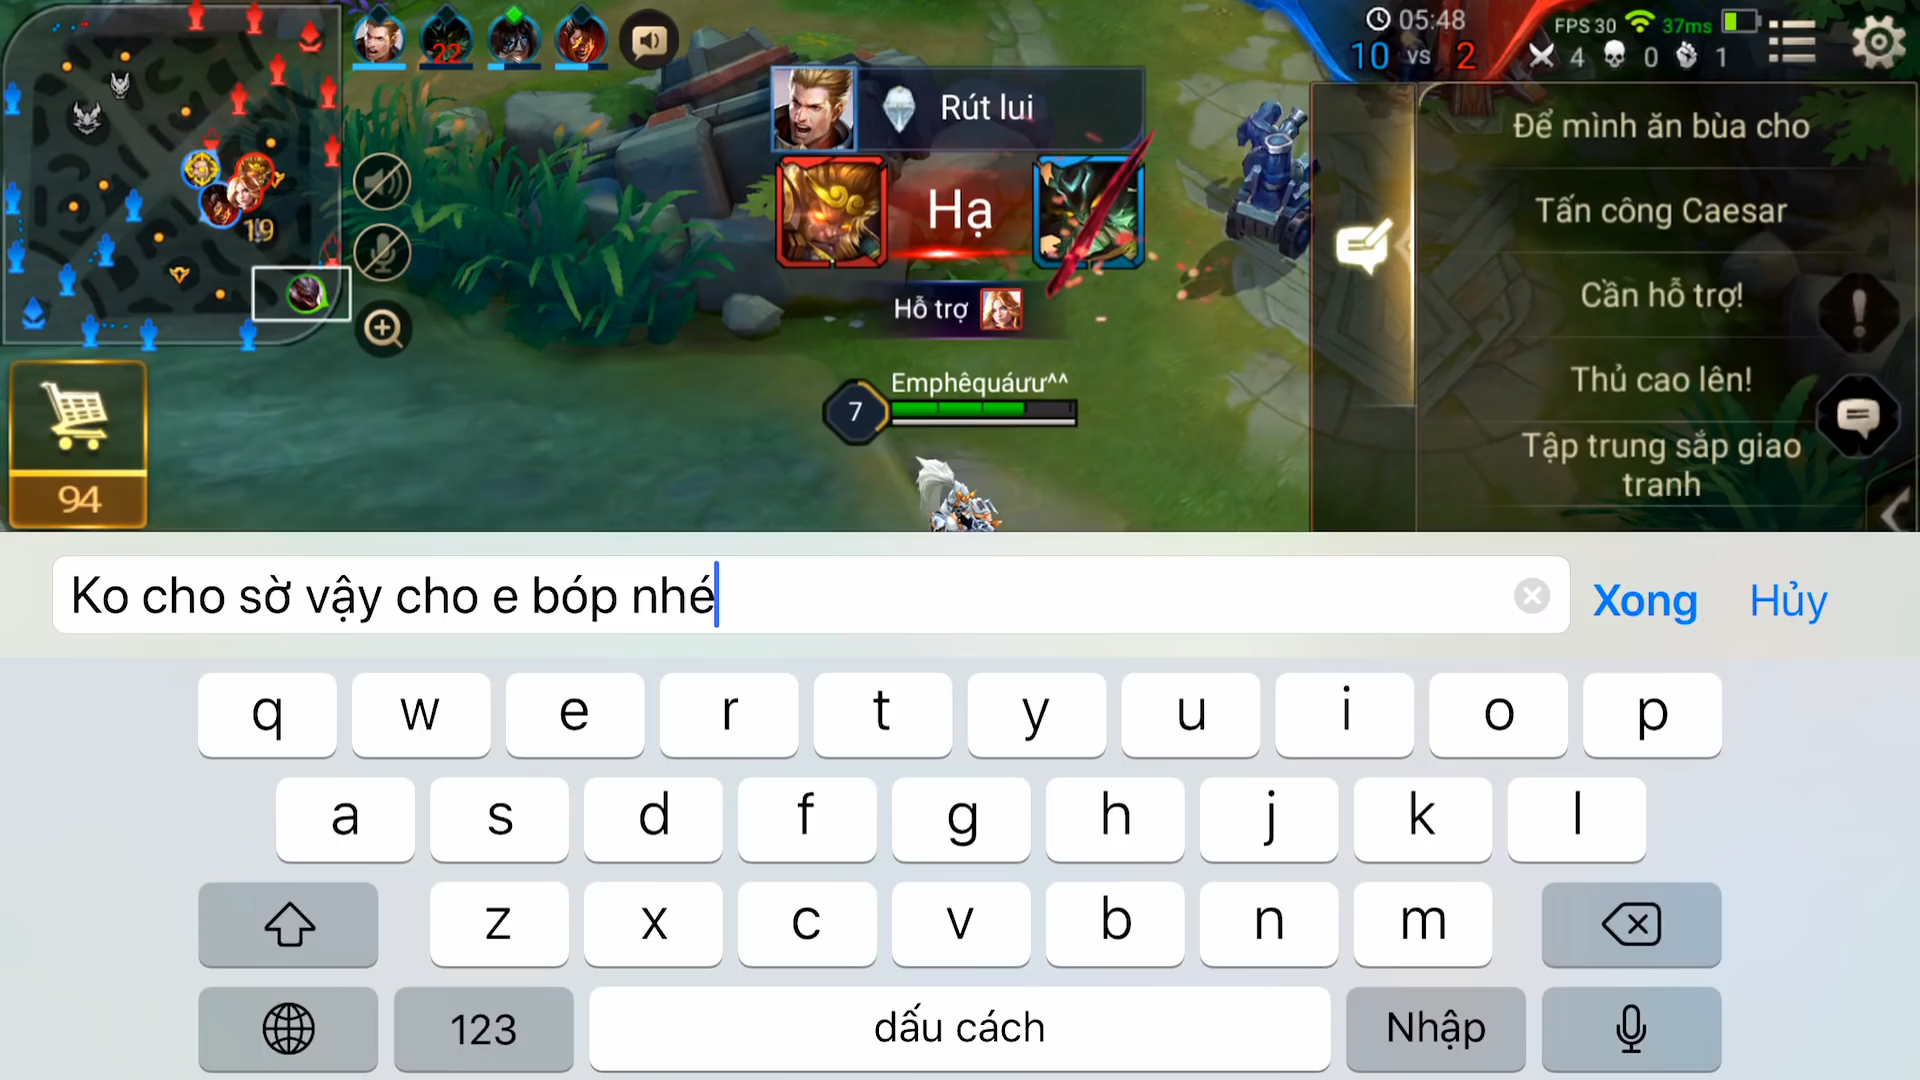 22
05:48
10 vs 2
FPS 30
37ms
4 0 1
Rút lui
Hạ
Hỗ trợ
19
Emphêquáưư^^
7
94
Để mình ăn bùa cho
Tấn công Caesar
Cần hỗ trợ!
Thủ cao lên!
Tập trung sắp giao
tranh
Ko cho sờ vậy cho e bóp nhé
Xong
Hủy
q w e r t y u i o p
a s d f g h j k l
z x c v b n m
123
dấu cách
Nhập